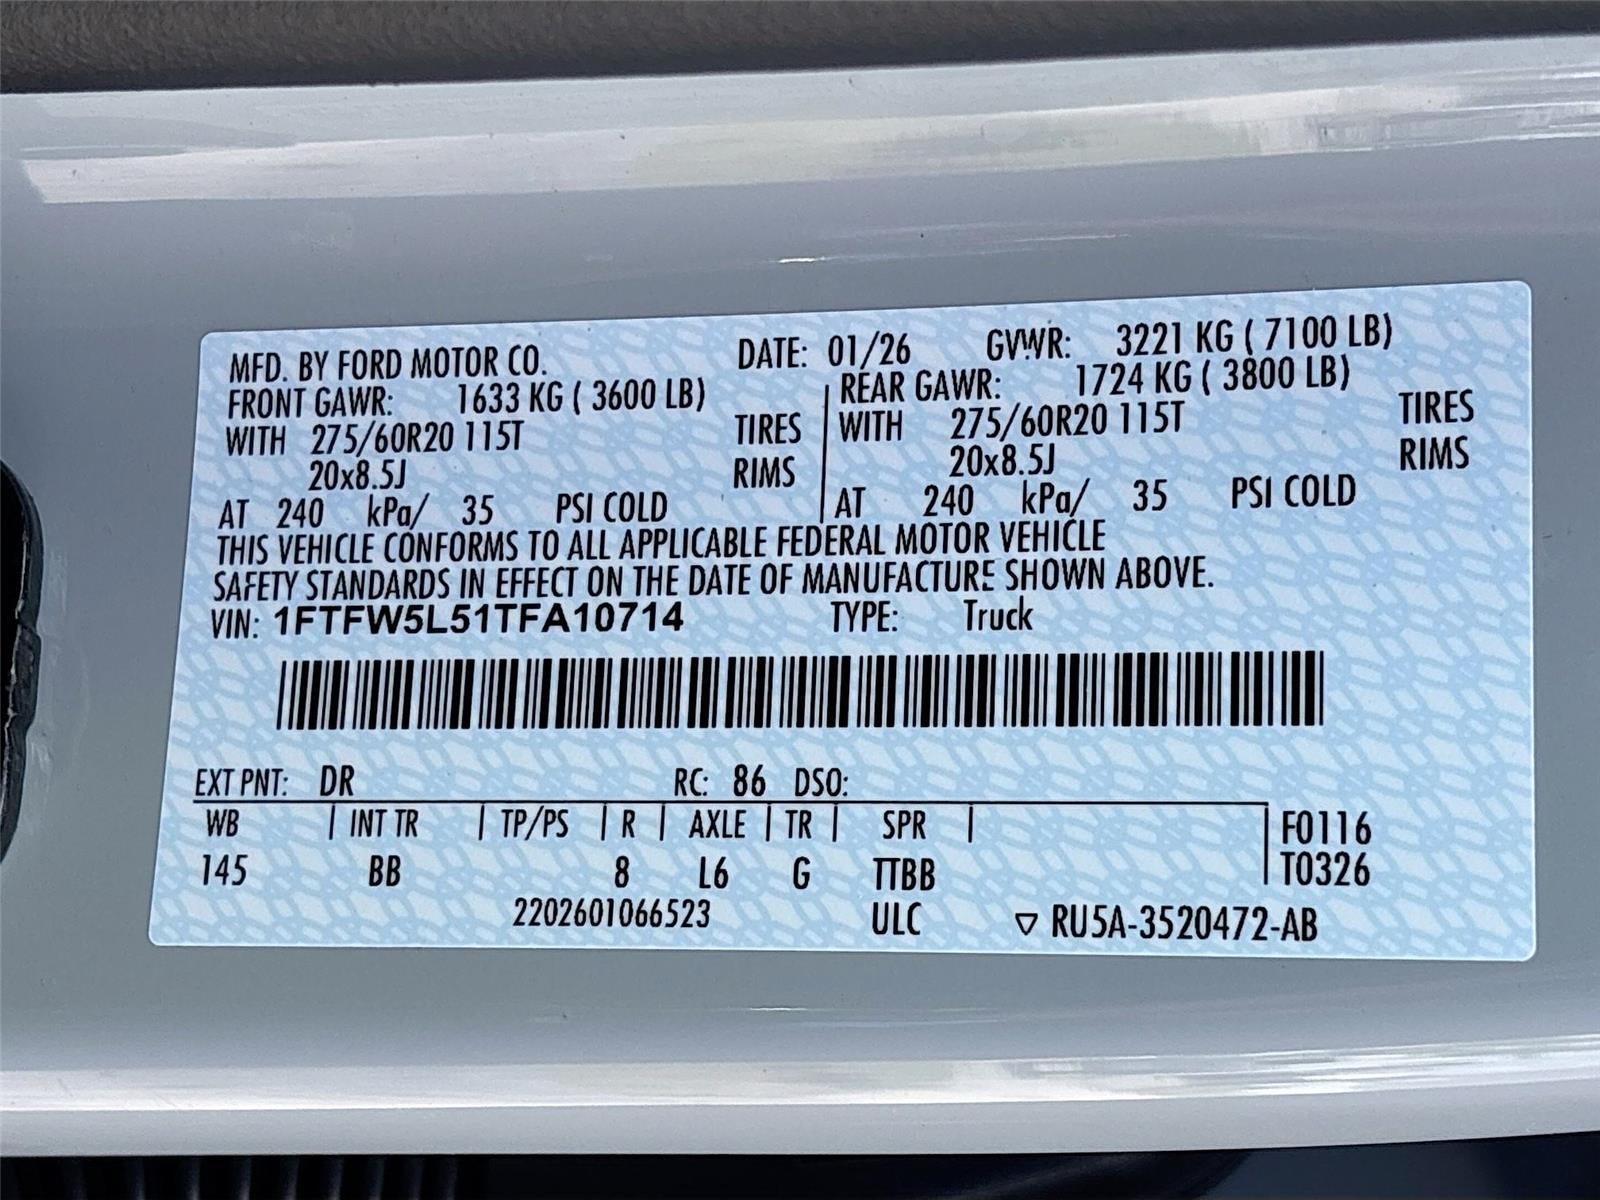 MFD. BY FORD MOTOR CO. DATE: 01/26 GVWR: 3221 KG ( 7100 LB)
FRONT GAWR: 1633 KG ( 3600 LB) REAR GAWR: 1724 KG ( 3800 LB)
WITH 275/60R20 115T TIRES WITH 275/60R20 115T TIRES
20x8.5J RIMS 20x8.5J RIMS
AT 240 kPa/ 35 PSI COLD AT 240 kPa/ 35 PSI COLD
THIS VEHICLE CONFORMS TO ALL APPLICABLE FEDERAL MOTOR VEHICLE
SAFETY STANDARDS IN EFFECT ON THE DATE OF MANUFACTURE SHOWN ABOVE.
VIN: 1FTFW5L51TFA10714 TYPE: Truck
EXT PNT: DR RC: 86 DSO:
WB INT TR TP/PS R AXLE TR SPR F0116
145 BB 8 L6 G TTBB T0326
2202601066523 ULC ▽ RU5A-3520472-AB